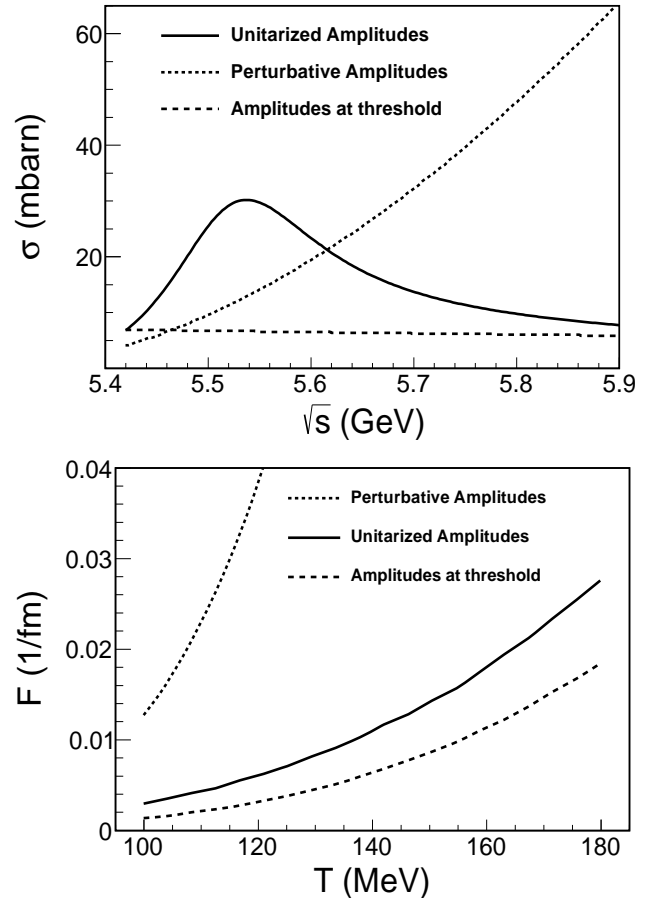 60
40
20
σ (mbarn)
Unitarized Amplitudes
Perturbative Amplitudes
Amplitudes at threshold
5.4 5.5 5.6 5.7 5.8 5.9
√s (GeV)
0.04
0.03
0.02
0.01
0
F (1/fm)
Perturbative Amplitudes
Unitarized Amplitudes
Amplitudes at threshold
100 120 140 160 180
T (MeV)